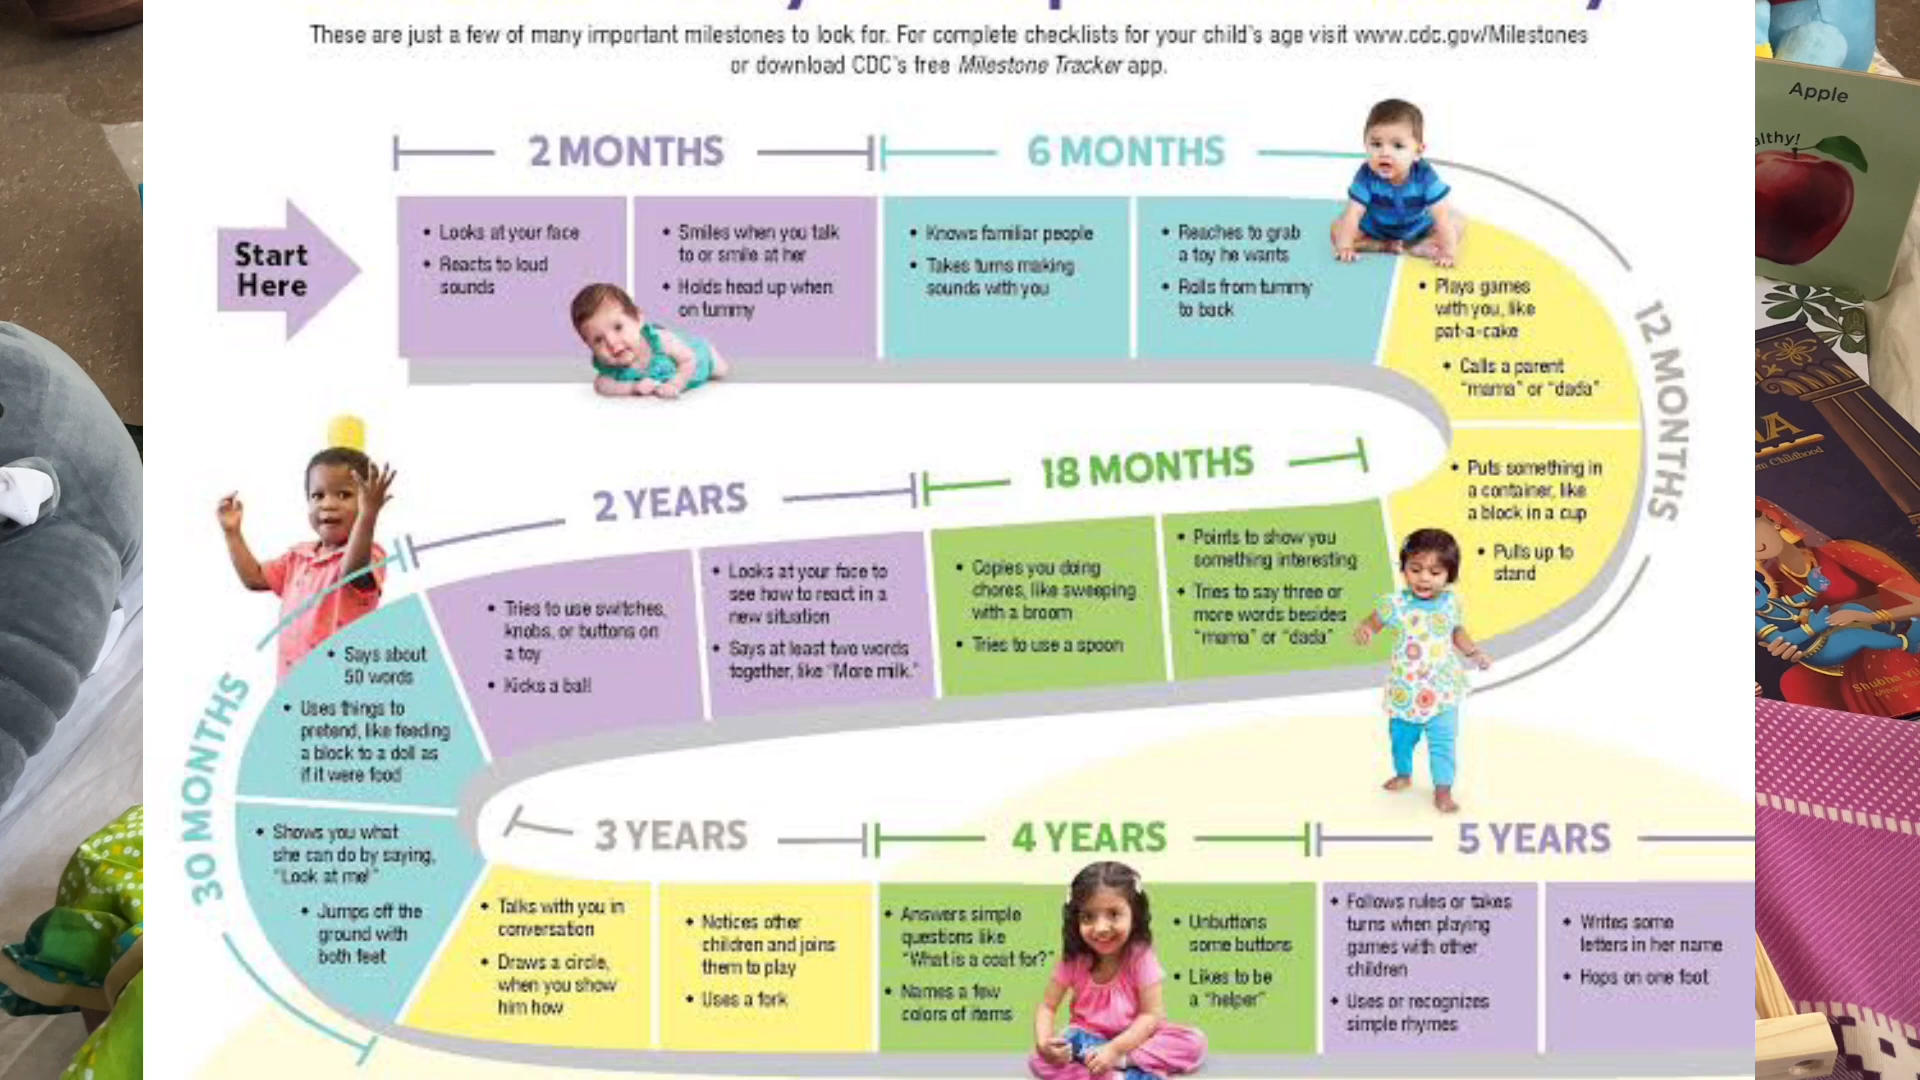 These are just a few of many important milestones to look for. For complete checklists for your child's age visit www.cdc.gov/Milestones
or download CDC's free Milestone Tracker app.
Start
Here
2 MONTHS
• Looks at your face
• Reacts to loud
sounds
• Smiles when you talk
to or smile at her
• Holds head up when
on tummy
6 MONTHS
• Knows familiar people
• Takes turns making
sounds with you
• Reaches to grab
a toy he wants
• Rolls from tummy
to back
12 MONTHS
• Plays games
with you, like
pat-a-cake
• Calls a parent
"mama" or "dada"
• Puts something in
a container, like
a block in a cup
• Pulls up to
stand
18 MONTHS
• Points to show you
something interesting
• Tries to say three or
more words besides
"mama" or "dada"
• Copies you doing
chores, like sweeping
with a broom
• Tries to use a spoon
2 YEARS
• Looks at your face to
see how to react in a
new situation
• Says at least two words
together, like "More milk."
• Tries to use switches,
knobs, or buttons on
a toy
• Kicks a ball
30 MONTHS
• Says about
50 words
• Uses things to
pretend, like feeding
a block to a doll as
if it were food
• Shows you what
she can do by saying,
"Look at me!"
• Jumps off the
ground with
both feet
3 YEARS
• Talks with you in
conversation
• Draws a circle,
when you show
him how
• Notices other
children and joins
them to play
• Uses a fork
4 YEARS
• Answers simple
questions like
"What is a coat for?"
• Names a few
colors of items
• Unbuttons
some buttons
• Likes to be
a "helper"
5 YEARS
• Follows rules or takes
turns when playing
games with other
children
• Uses or recognizes
simple rhymes
• Writes some
letters in her name
• Hops on one foot
Apple
Childhood
Shubha